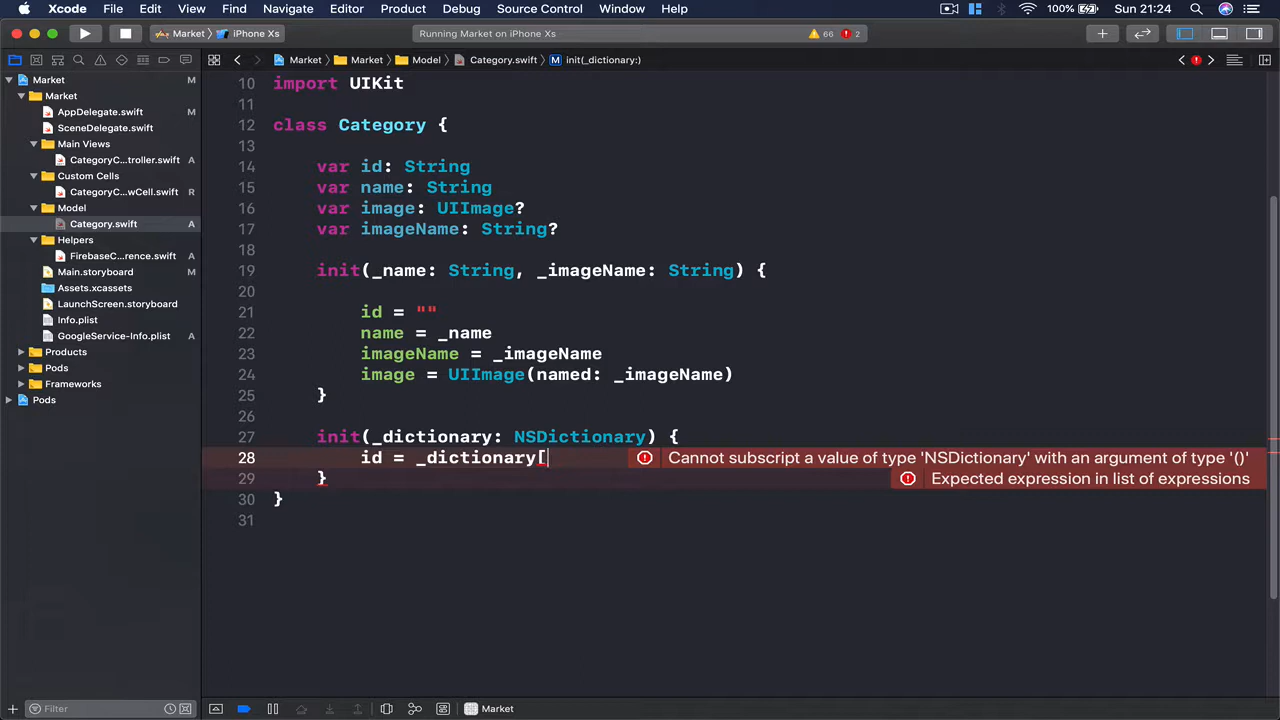 Xcode File Edit View Find Navigate Editor Product Debug Source Control Window Help 100% Sun 21:24
Market iPhone Xs Running Market on iPhone Xs 66 2
Market Market Model Category.swift M init(_dictionary:)
Market M
Market
AppDelegate.swift M
SceneDelegate.swift
Main Views
CategoryC...troller.swift A
Custom Cells
CategoryC...wCell.swift R
Model
Category.swift A
Helpers
FirebaseC...rence.swift A
Main.storyboard M
Assets.xcassets
LaunchScreen.storyboard
Info.plist
GoogleService-Info.plist A
Products
Pods
Frameworks
Pods
10 import UIKit
11
12 class Category {
13
14 var id: String
15 var name: String
16 var image: UIImage?
17 var imageName: String?
18
19 init(_name: String, _imageName: String) {
20
21 id = ""
22 name = _name
23 imageName = _imageName
24 image = UIImage(named: _imageName)
25 }
26
27 init(_dictionary: NSDictionary) {
28 id = _dictionary[ Cannot subscript a value of type 'NSDictionary' with an argument of type '()'
29 } Expected expression in list of expressions
30 }
31
Filter Market